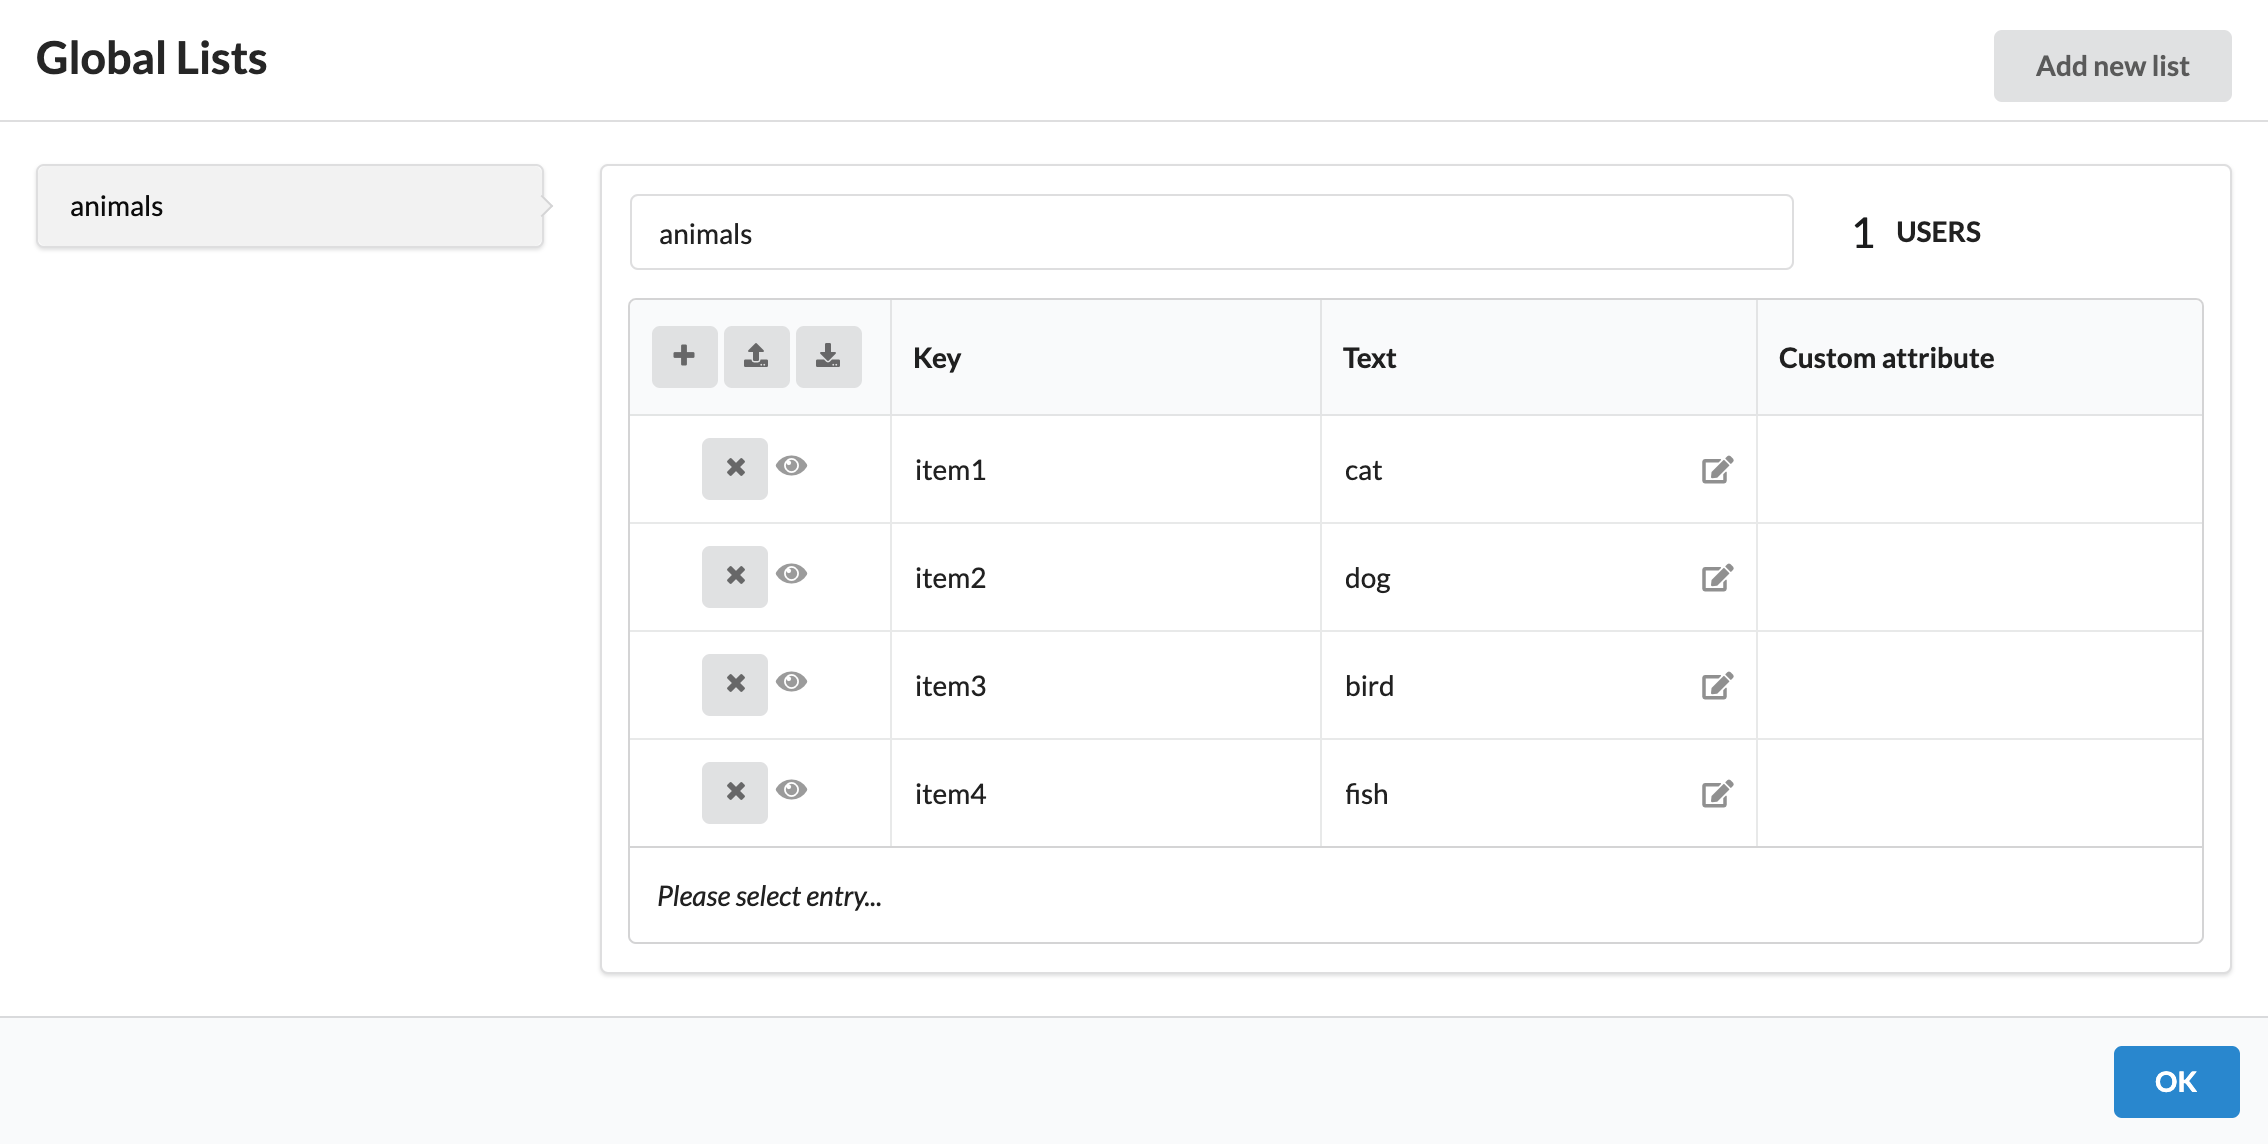 Global Lists
Add new list
animals
animals
1 USERS
Key Text Custom attribute
item1 cat
item2 dog
item3 bird
item4 fish
Please select entry...
OK